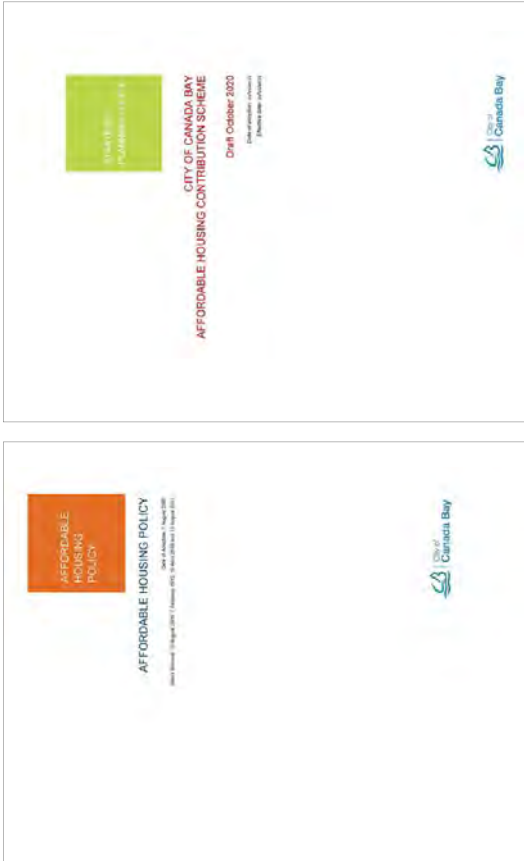 CITY OF CANADA BAY
AFFORDABLE HOUSING CONTRIBUTION SCHEME
Draft October 2020
City of
Canada Bay
AFFORDABLE
HOUSING
POLICY
AFFORDABLE HOUSING POLICY
City of
Canada Bay